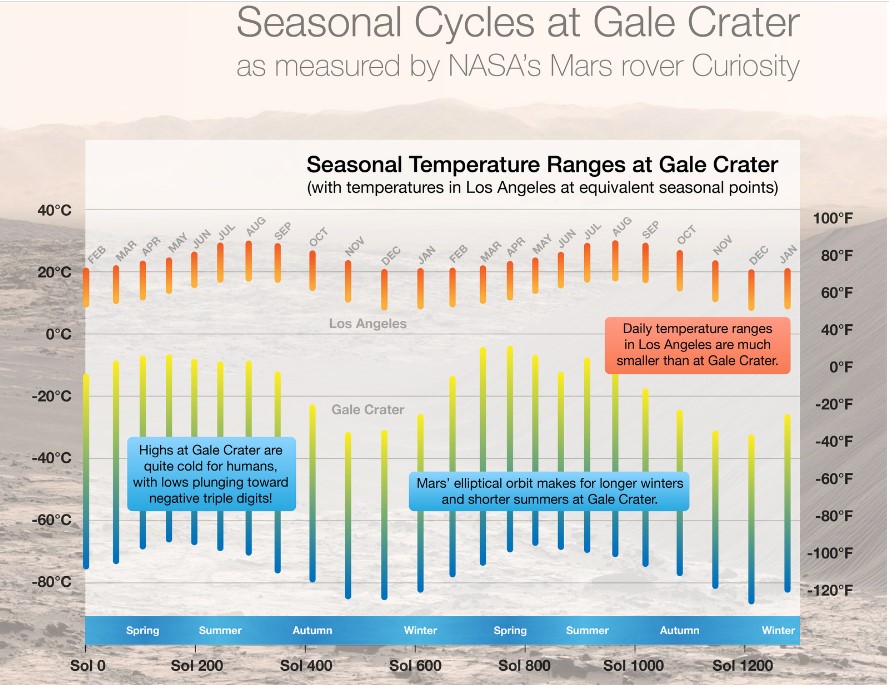 Seasonal Cycles at Gale Crater
as measured by NASA's Mars rover Curiosity
Seasonal Temperature Ranges at Gale Crater
(with temperatures in Los Angeles at equivalent seasonal points)
40°C
20°C
0°C
-20°C
-40°C
-60°C
-80°C
100°F
80°F
60°F
40°F
0°F
-20°F
-40°F
-60°F
-80°F
-100°F
-120°F
FEB MAR APR MAY JUN JUL AUG SEP OCT NOV DEC JAN FEB MAR APR MAY JUN JUL AUG SEP OCT NOV DEC JAN
Los Angeles
Daily temperature ranges
in Los Angeles are much
smaller than at Gale Crater.
Gale Crater
Highs at Gale Crater are
quite cold for humans,
with lows plunging toward
negative triple digits!
Mars' elliptical orbit makes for longer winters
and shorter summers at Gale Crater.
Spring Summer Autumn Winter Spring Summer Autumn Winter
Sol 0 Sol 200 Sol 400 Sol 600 Sol 800 Sol 1000 Sol 1200